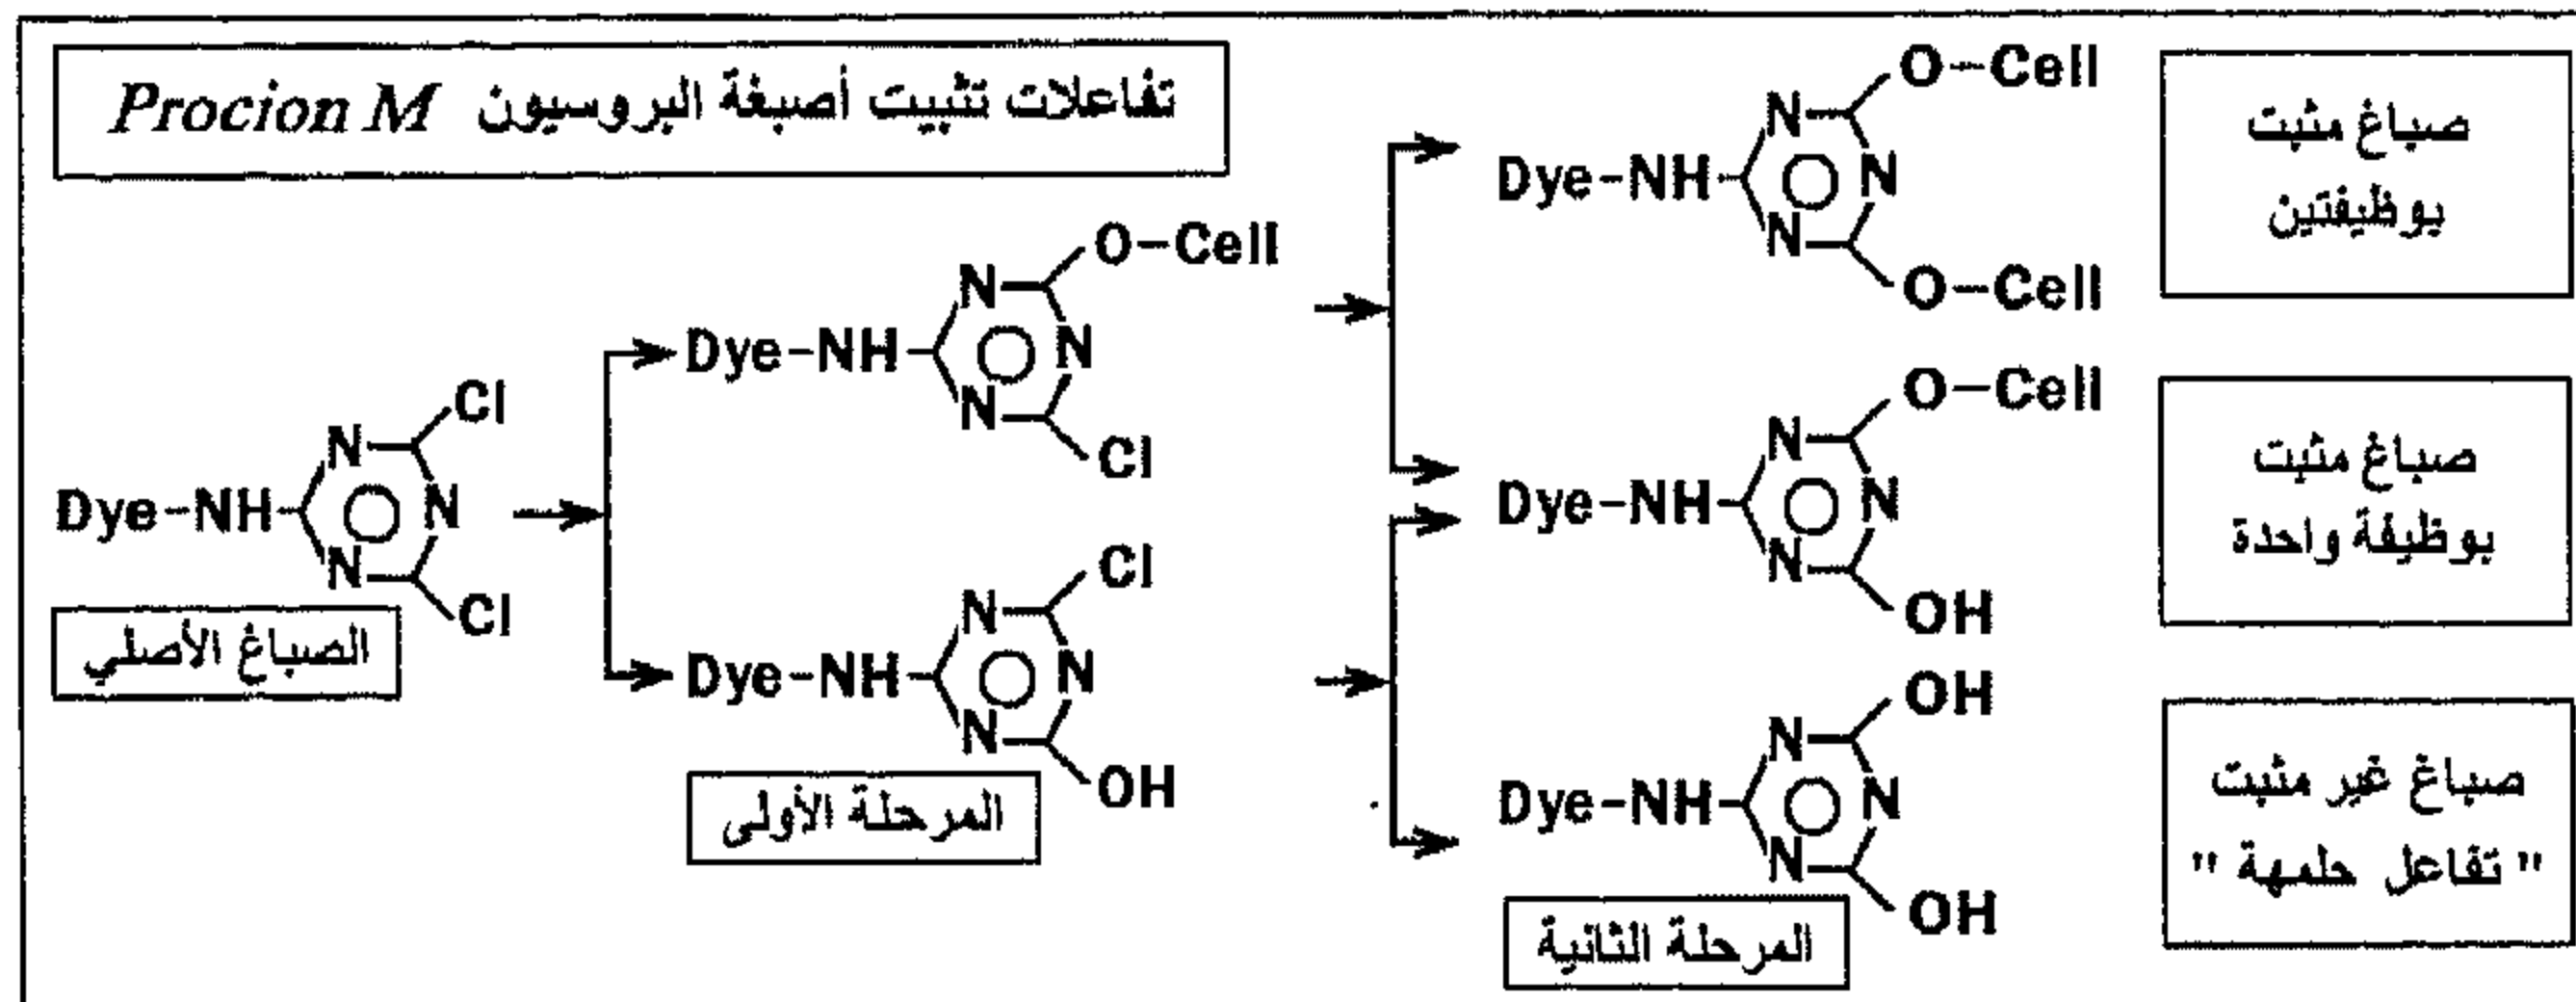 تفاعلات تثبيت أصبغة البروسيون Procion M
Dye-NH
N
N
N
Cl
Cl
الصباغ الأصلي
Dye-NH
N
N
N
O-Cell
Cl
Dye-NH
N
N
N
Cl
OH
المرحلة الأولى
Dye-NH
N
N
N
O-Cell
O-Cell
صباغ مثبت
بوظيفتين
Dye-NH
N
N
N
O-Cell
OH
صباغ مثبت
بوظيفة واحدة
Dye-NH
N
N
N
OH
OH
صباغ غير مثبت
" تفاعل حلمهة "
المرحلة الثانية